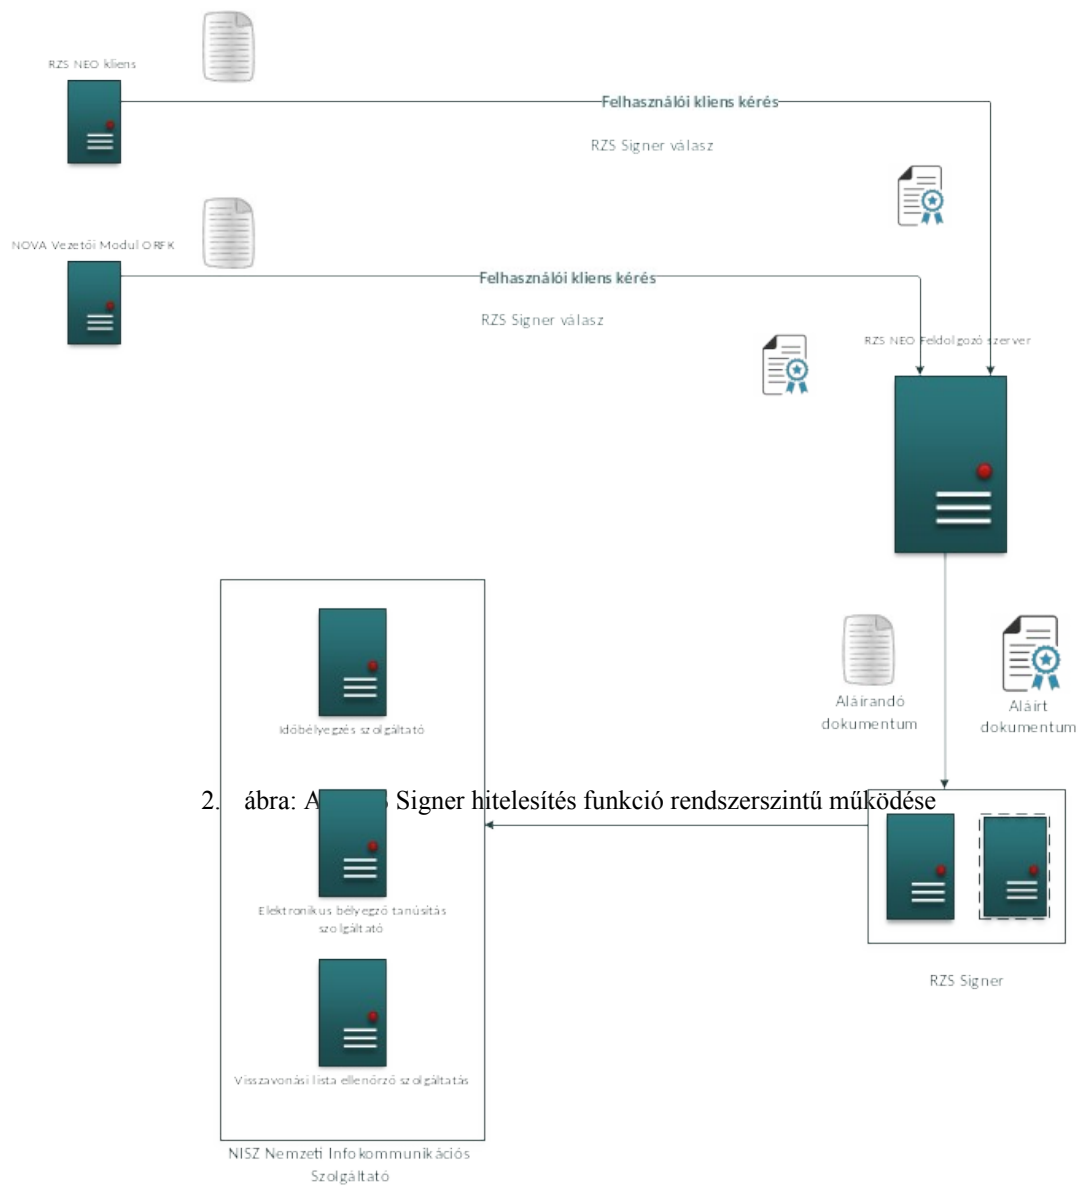 RZS NEO kliens
Felhasználói kliens kérés
RZS Signer válasz
NOVA Vezetői Modul ORFK
Felhasználói kliens kérés
RZS Signer válasz
RZS NEO Feldolgozó szerver
Aláírandó
dokumentum
Aláírt
dokumentum
Időbélyegzés szolgáltató
2. ábra: A Signer hitelesítés funkció rendszerszintű működése
Elektronikus bélyegző tanúsítás
szolgáltató
RZS Signer
Visszavonási lista ellenőrző szolgáltatás
NISZ Nemzeti Infokommunikációs
Szolgáltató